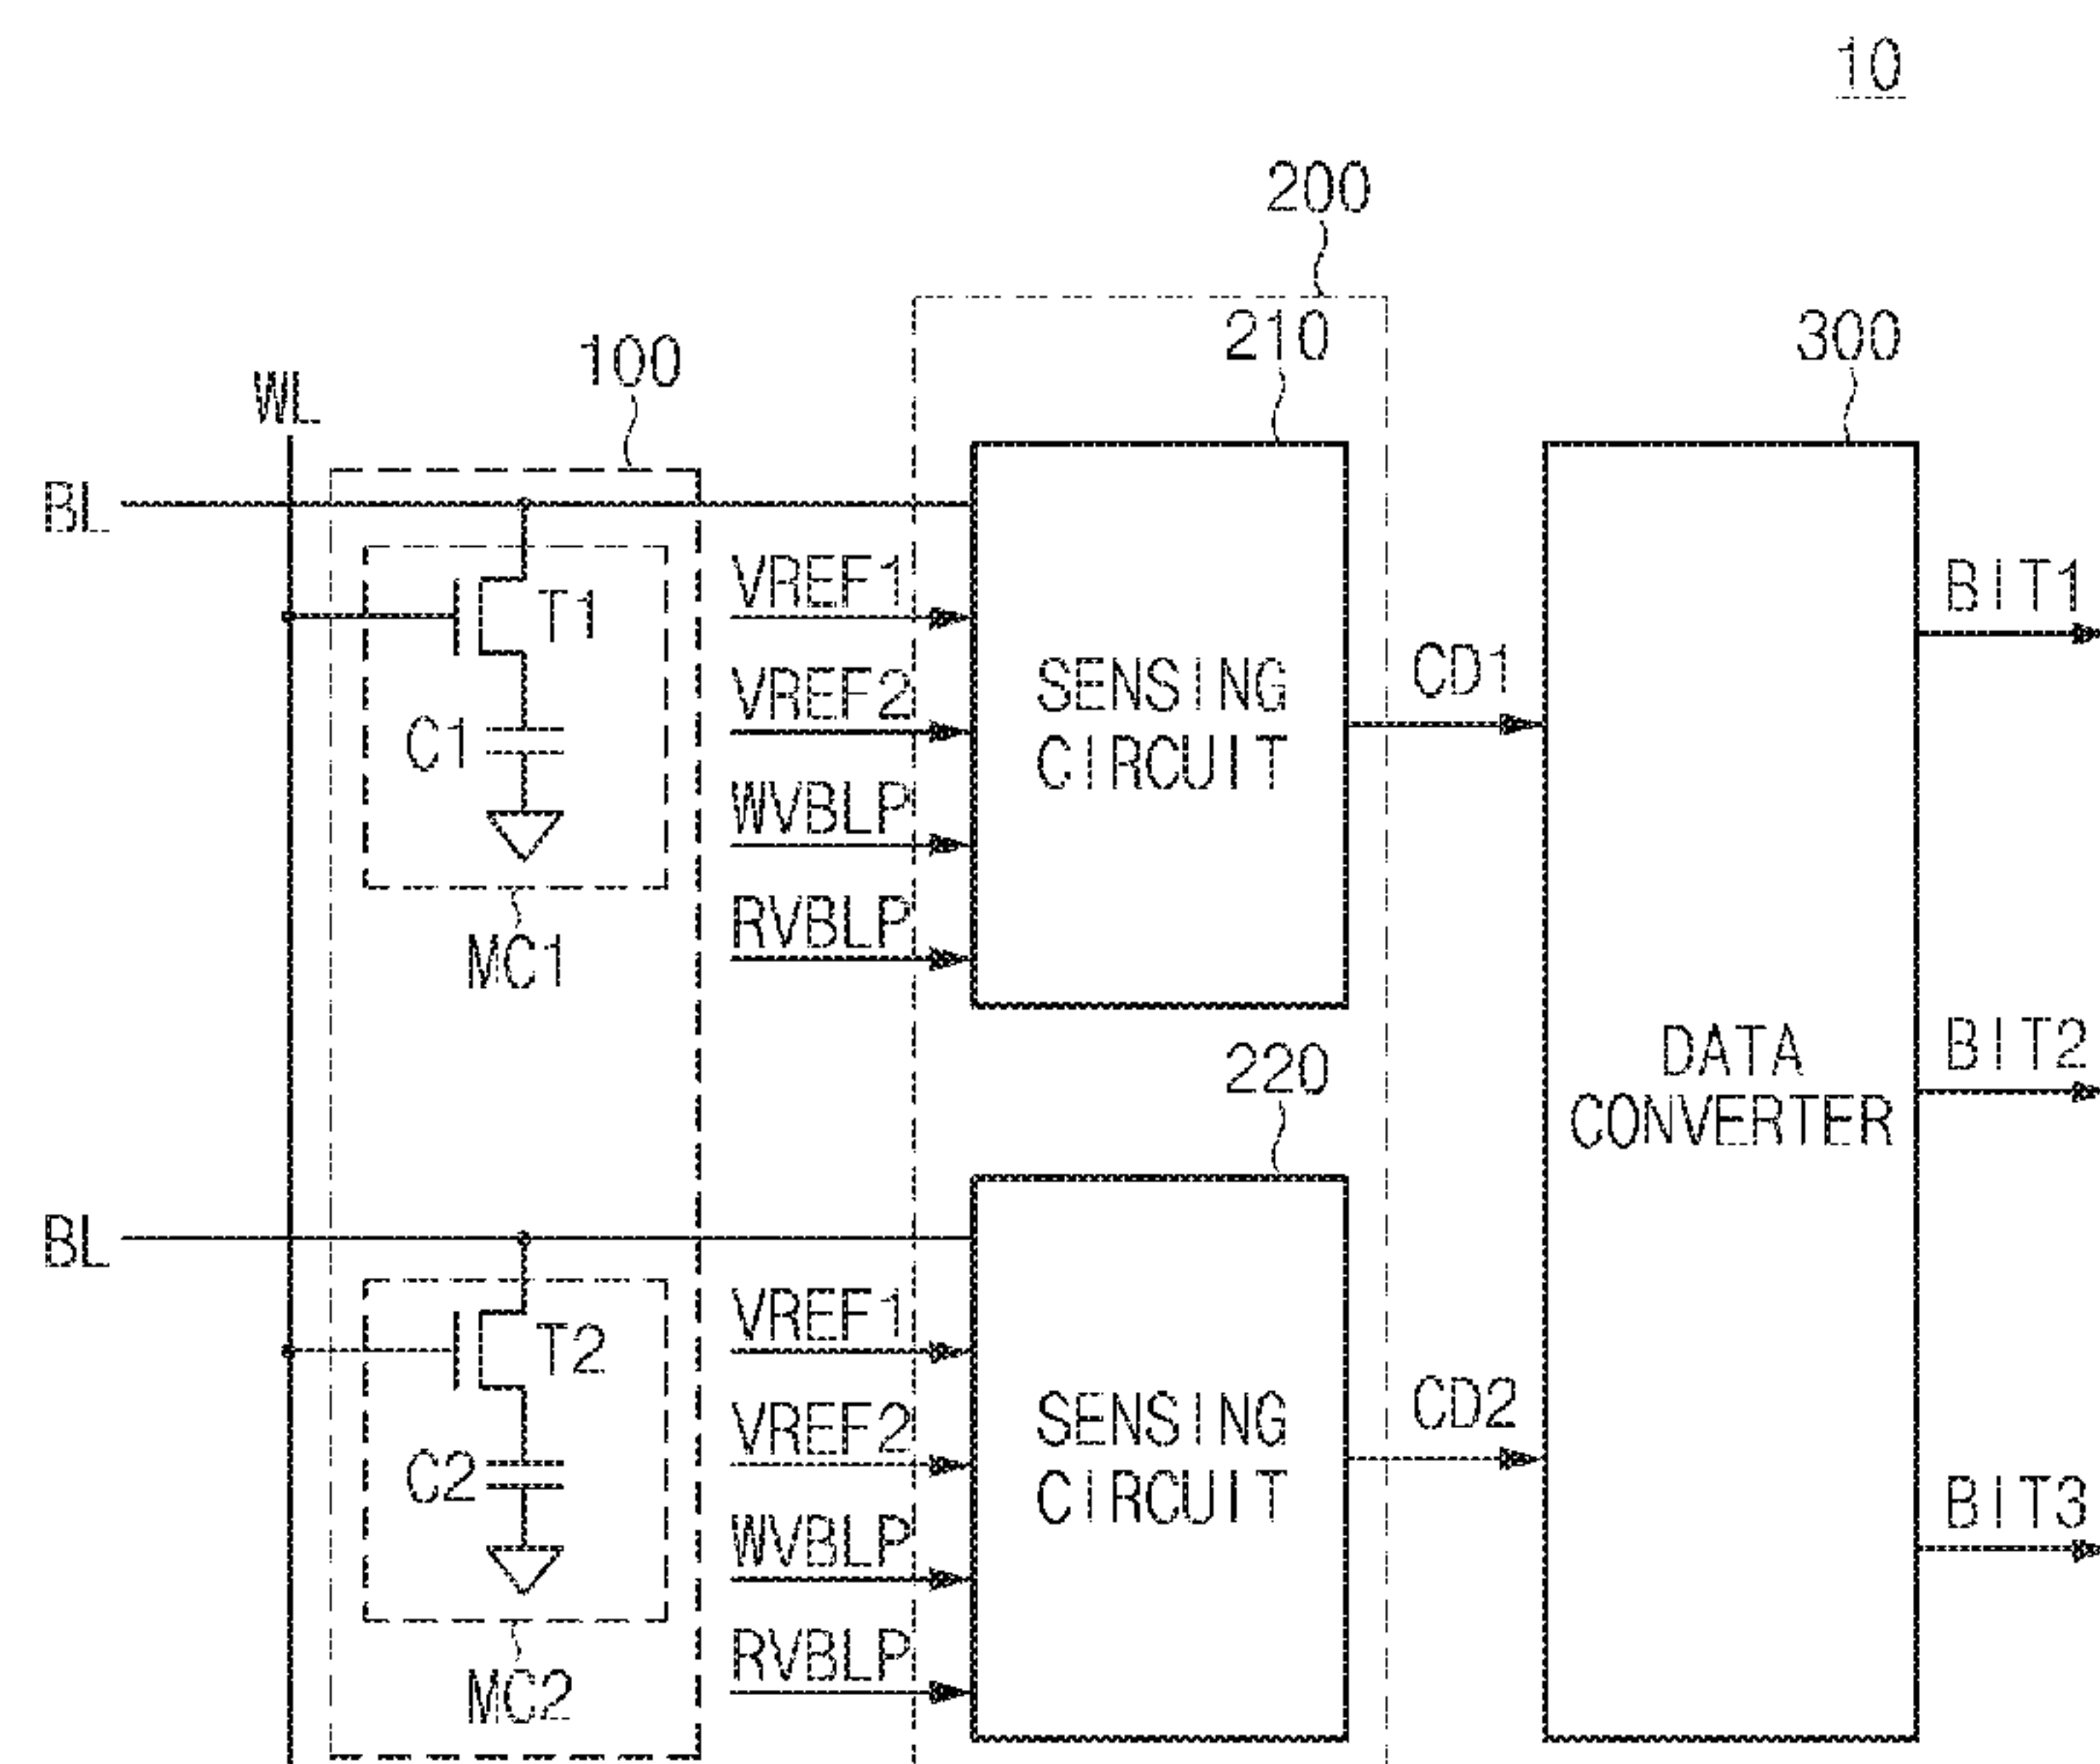 10
200
210
300
100
WL
BL
VREF1
T1
BIT1
VREF2
SENSING
CIRCUIT
CD1
C1
WVBLP
RVBLP
MC1
220
DATA
CONVERTER
BIT2
BL
VREF1
T2
VREF2
SENSING
CIRCUIT
CD2
C2
WVBLP
BIT3
RVBLP
MC2